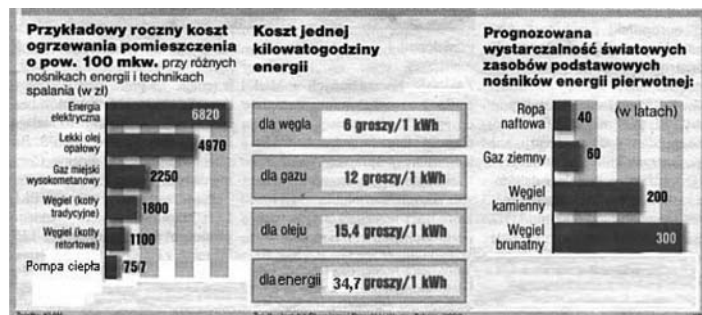 Przykładowy roczny koszt
ogrzewania pomieszczenia
o pow. 100 mkw. przy różnych
nośnikach energii i technikach
spalania (w zł)
Energia
elektryczna
6820
Lekki olej
opałowy
4970
Gaz miejski
wysokometanowy
2250
Węgiel (kotły
tradycyjne)
1800
Węgiel (kotły
retortowe)
1100
Pompa ciepła
757
Koszt jednej
kilowatogodziny
energii
dla węgla 6 groszy/1 kWh
dla gazu 12 groszy/1 kWh
dla oleju 15,4 groszy/1 kWh
dla energii 34,7 groszy/1 kWh
Prognozowana
wystarczalność światowych
zasobów podstawowych
nośników energii pierwotnej:
(w latach)
Ropa
naftowa
40
Gaz ziemny
60
Węgiel
kamienny
200
Węgiel
brunatny
300